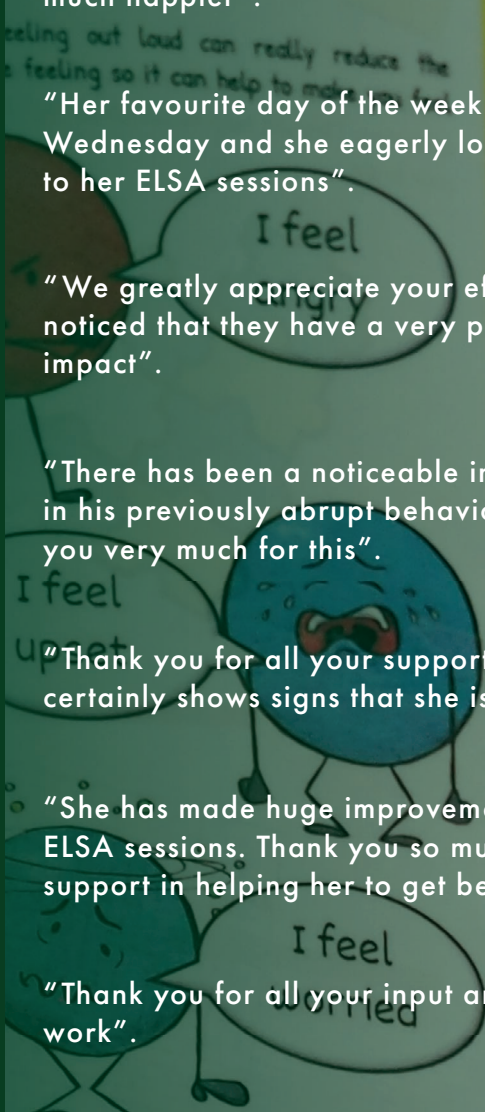 much happier”.
eeling out loud can really reduce the
e feeling so it can help to make you feel
“Her favourite day of the week
Wednesday and she eagerly lo
to her ELSA sessions”.
I feel
angry
“We greatly appreciate your ef
noticed that they have a very p
impact”.
“There has been a noticeable in
in his previously abrupt behavio
you very much for this”.
I feel
upset
“Thank you for all your support
certainly shows signs that she is
“She has made huge improveme
ELSA sessions. Thank you so mu
support in helping her to get be
I feel
worried
“Thank you for all your input an
work”.